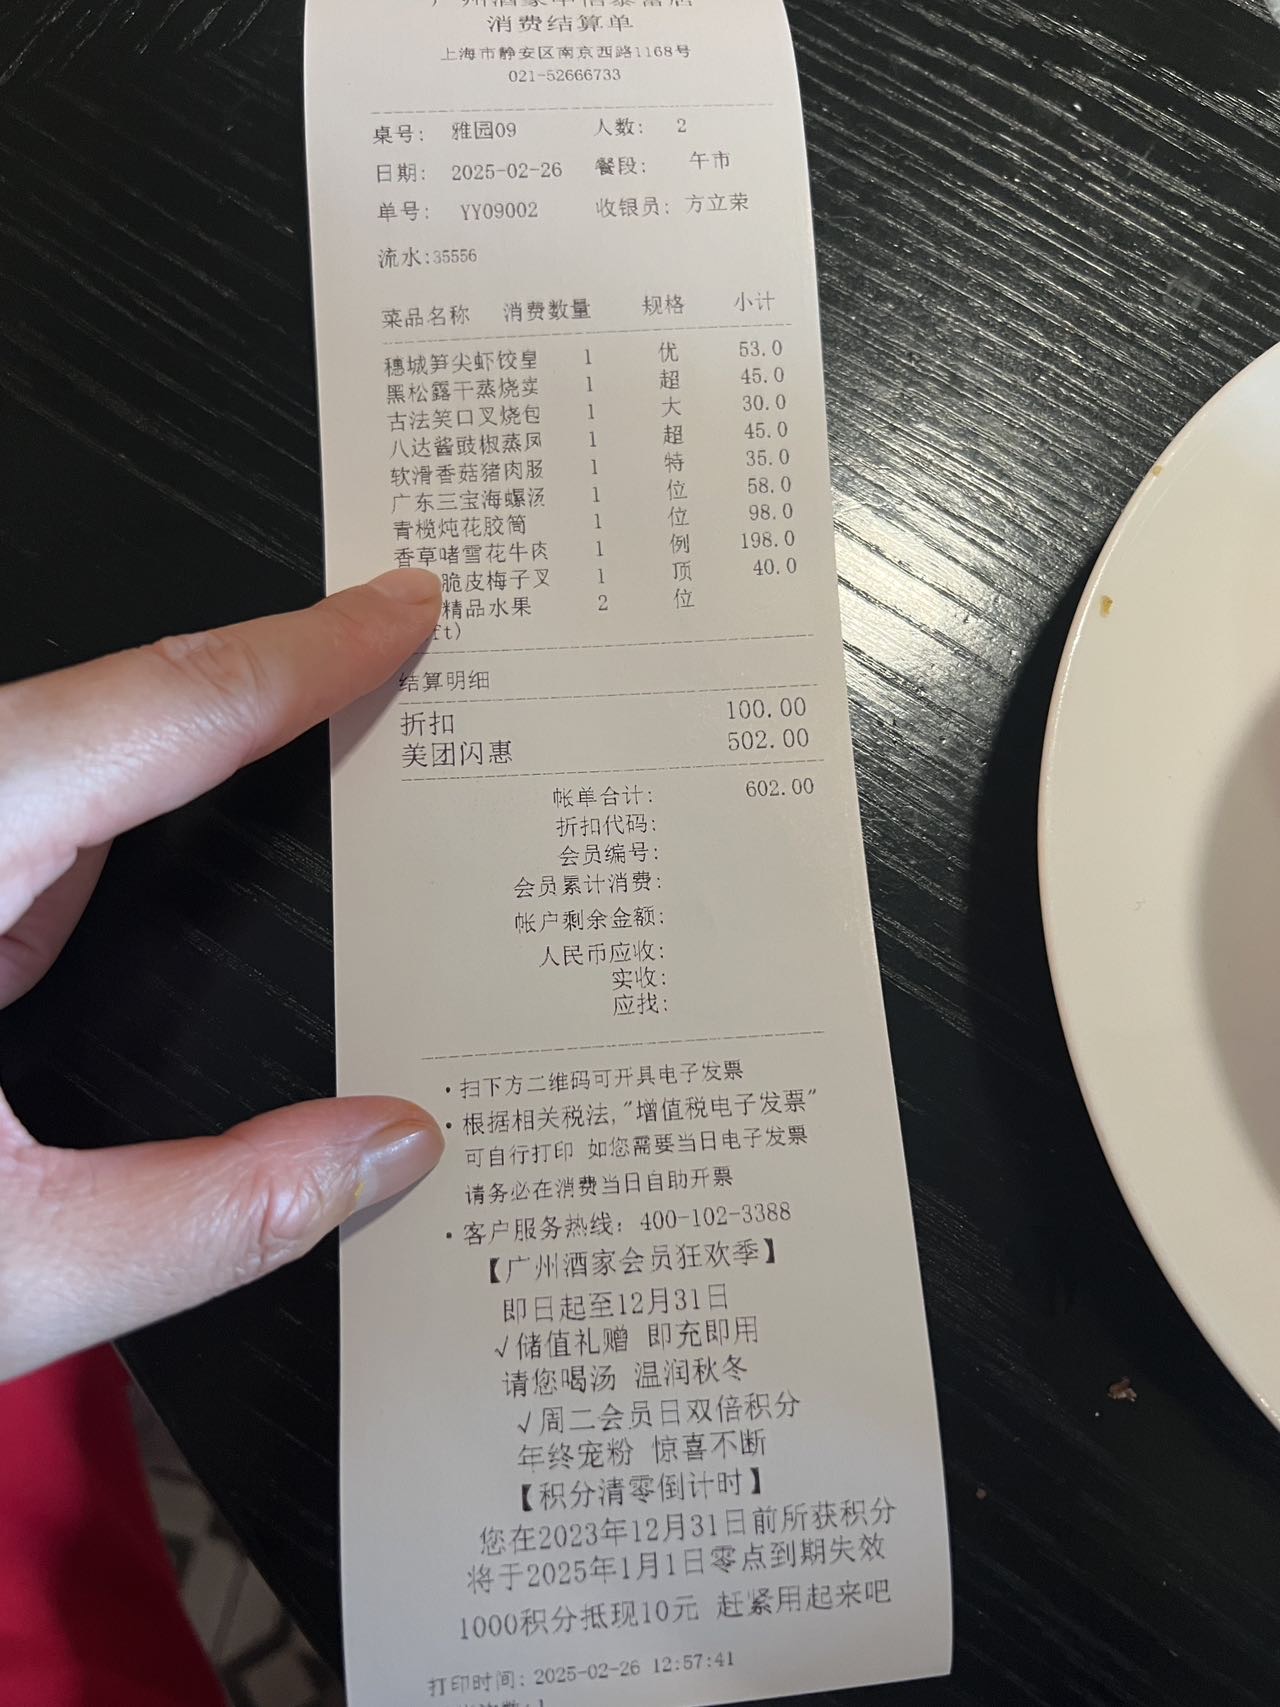 消费结算单
上海市静安区南京西路1168号
021-52666733
桌号: 雅园09 人数: 2
日期: 2025-02-26 餐段: 午市
单号: YY09002 收银员: 方立荣
流水:35556
菜品名称 消费数量 规格 小计
穗城笋尖虾饺皇 1 优 53.0
黑松露干蒸烧卖 1 超 45.0
古法笑口叉烧包 1 大 30.0
八达酱豉椒蒸凤 1 超 45.0
软滑香菇猪肉肠 1 特 35.0
广东三宝海螺汤 1 位 58.0
青榄炖花胶筒 1 位 98.0
香草啫雪花牛肉 1 例 198.0
脆皮梅子叉 1 顶 40.0
精品水果 2 位
ft)
结算明细
折扣 100.00
美团闪惠 502.00
帐单合计: 602.00
折扣代码:
会员编号:
会员累计消费:
帐户剩余金额:
人民币应收:
实收:
应找:
·扫下方二维码可开具电子发票
·根据相关税法,"增值税电子发票"
可自行打印 如您需要当日电子发票
请务必在消费当日自助开票
·客户服务热线: 400-102-3388
【广州酒家会员狂欢季】
即日起至12月31日
√储值礼赠 即充即用
请您喝汤 温润秋冬
√周二会员日双倍积分
年终宠粉 惊喜不断
【积分清零倒计时】
您在2023年12月31日前所获积分
将于2025年1月1日零点到期失效
1000积分抵现10元 赶紧用起来吧
打印时间: 2025-02-26 12:57:41